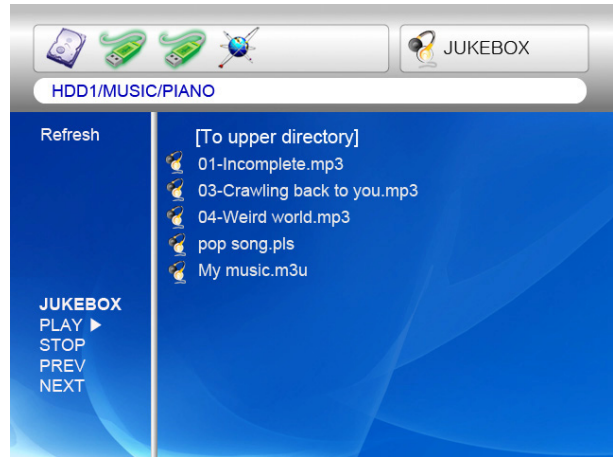 JUKEBOX
HDD1/MUSIC/PIANO
Refresh
[To upper directory]
01-Incomplete.mp3
03-Crawling back to you.mp3
04-Weird world.mp3
pop song.pls
My music.m3u
JUKEBOX
PLAY ▶
STOP
PREV
NEXT